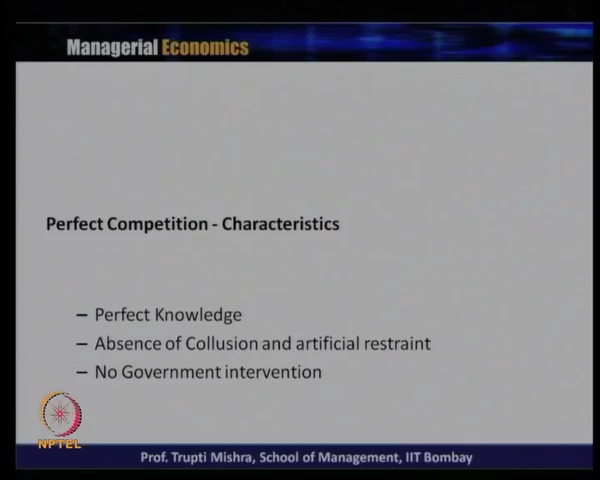 Managerial Economics
Perfect Competition - Characteristics
– Perfect Knowledge
– Absence of Collusion and artificial restraint
– No Government intervention
NPTEL
Prof. Trupti Mishra, School of Management, IIT Bombay